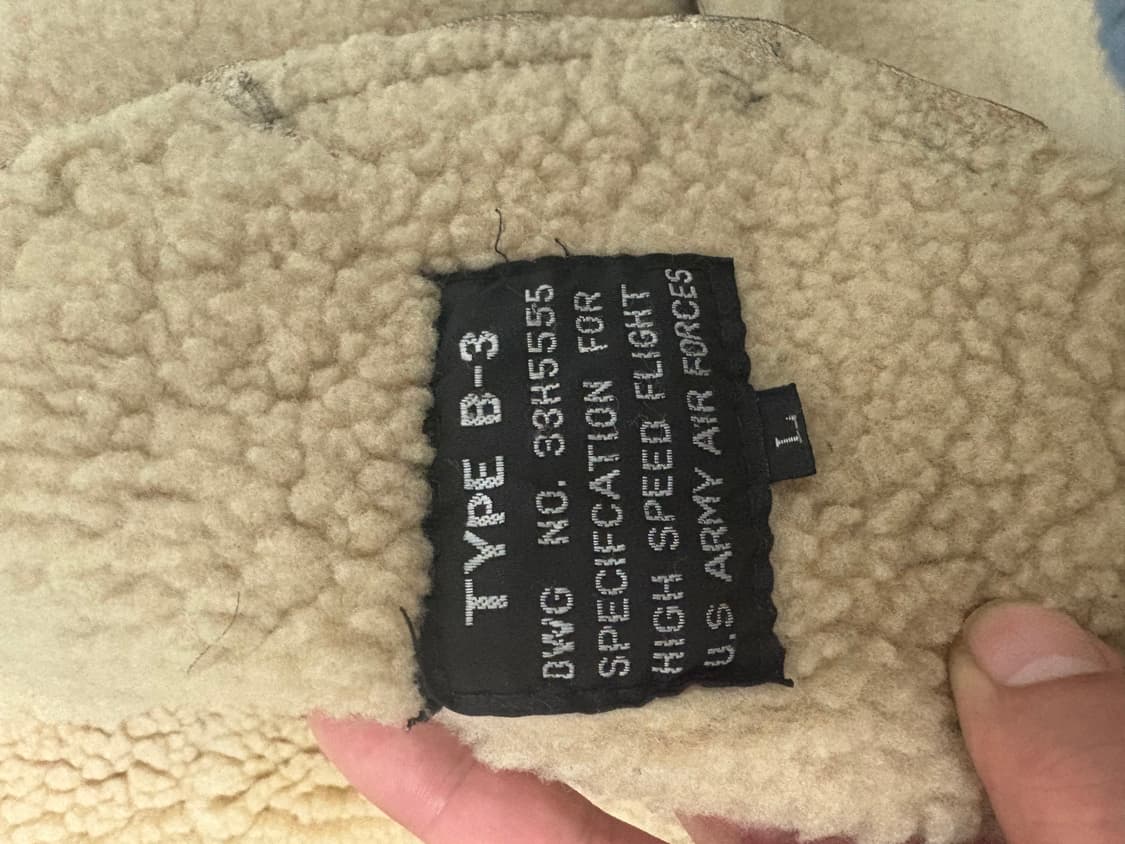 TYPE B-3
DWG NO. 33H5555
SPECIFCATION FOR
HIGH SPEED FLIGHT
U.S ARMY AIR FORCES
L